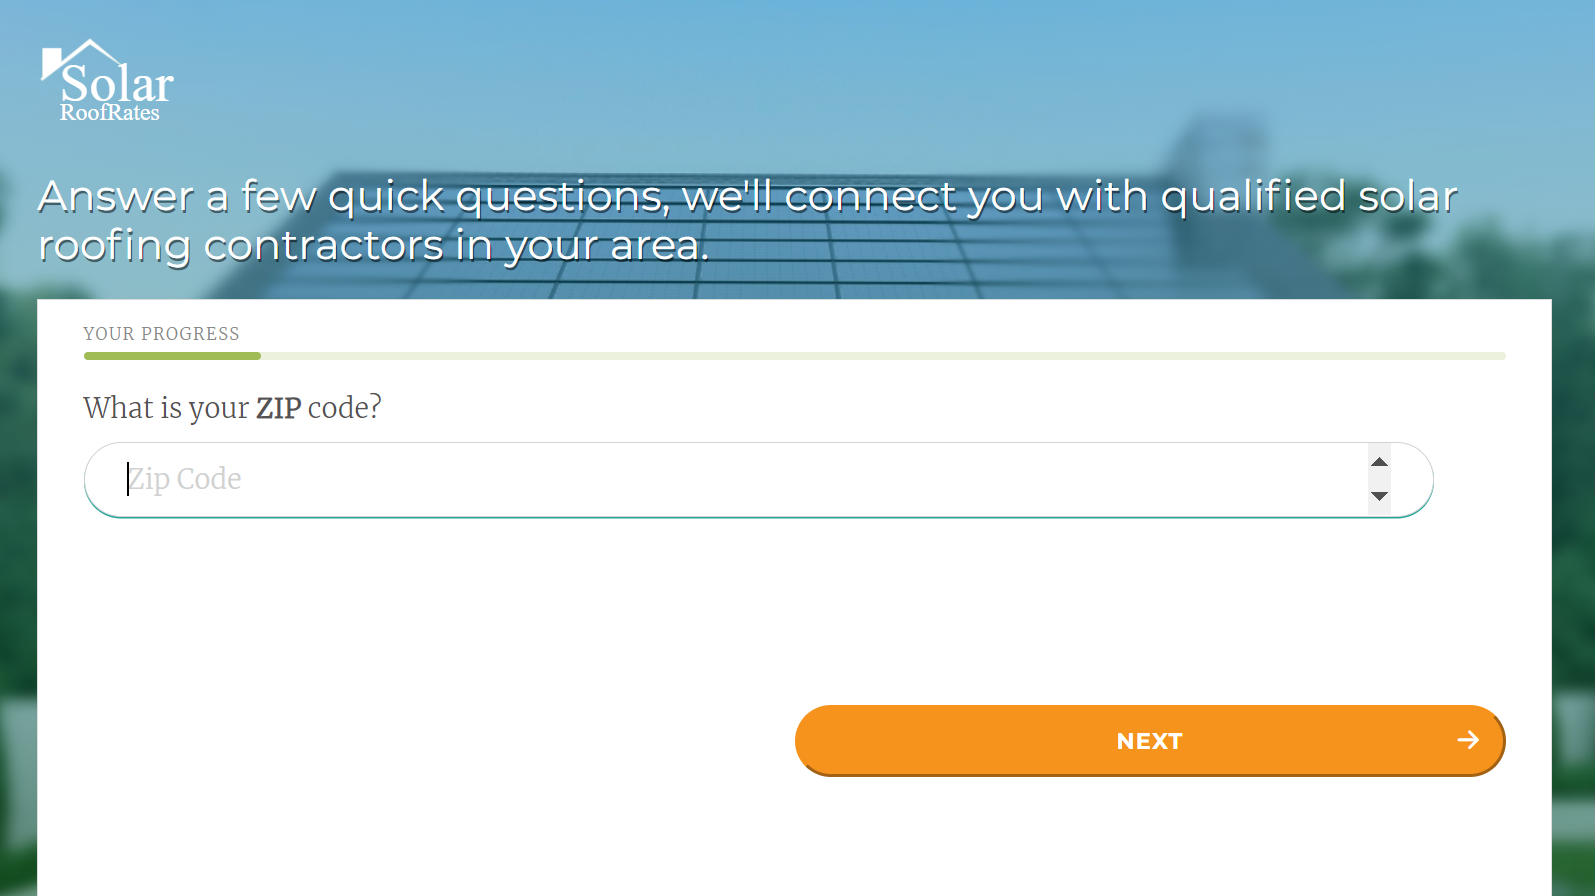 Solar
RoofRates
Answer a few quick questions, we'll connect you with qualified solar
roofing contractors in your area.
YOUR PROGRESS
What is your ZIP code?
Zip Code
NEXT